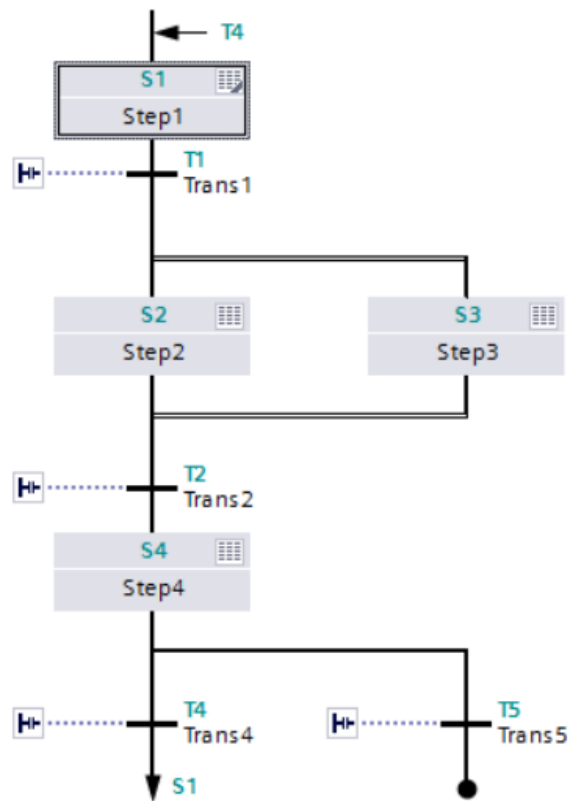 T4
S1
Step1
T1
Trans1
S2
S3
Step2
Step3
T2
Trans2
S4
Step4
T4
T5
Trans4
Trans5
S1